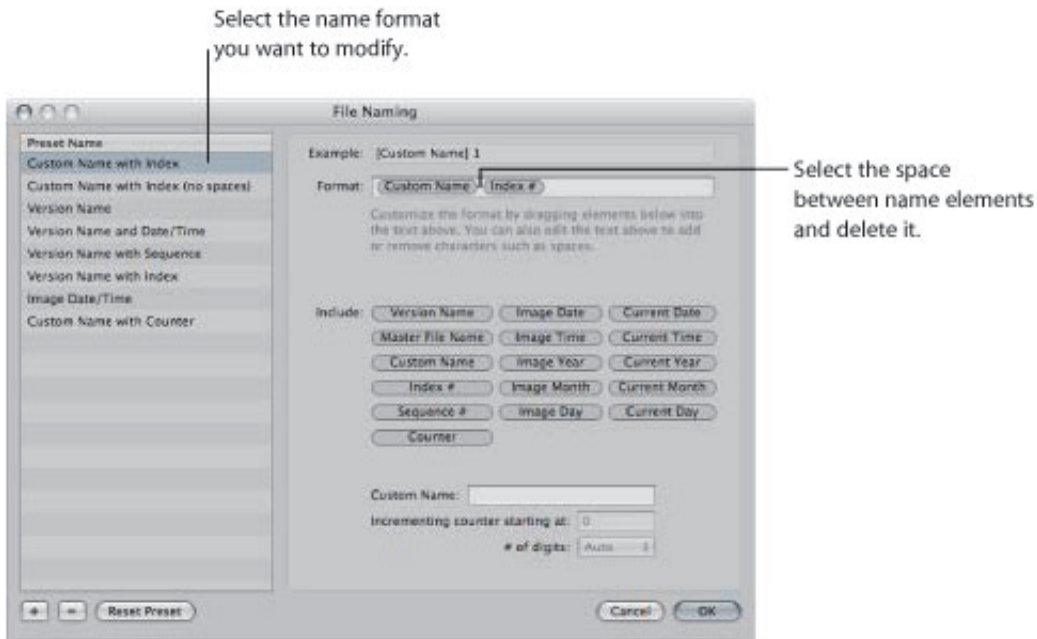 Select the name format
you want to modify.
File Naming
Preset Name
Custom Name with Index
Custom Name with Index (no spaces)
Version Name
Version Name and Date/Time
Version Name with Sequence
Version Name with Index
Image Date/Time
Custom Name with Counter
Example: [Custom Name] 1
Format: Custom Name Index #
Customize the format by dragging elements below into
the text above. You can also edit the text above to add
or remove characters such as spaces.
Select the space
between name elements
and delete it.
Include: Version Name Image Date Current Date
Master File Name Image Time Current Time
Custom Name Image Year Current Year
Index # Image Month Current Month
Sequence # Image Day Current Day
Counter
Custom Name:
Incrementing counter starting at: 0
# of digits: Auto
+ - Reset Preset Cancel OK